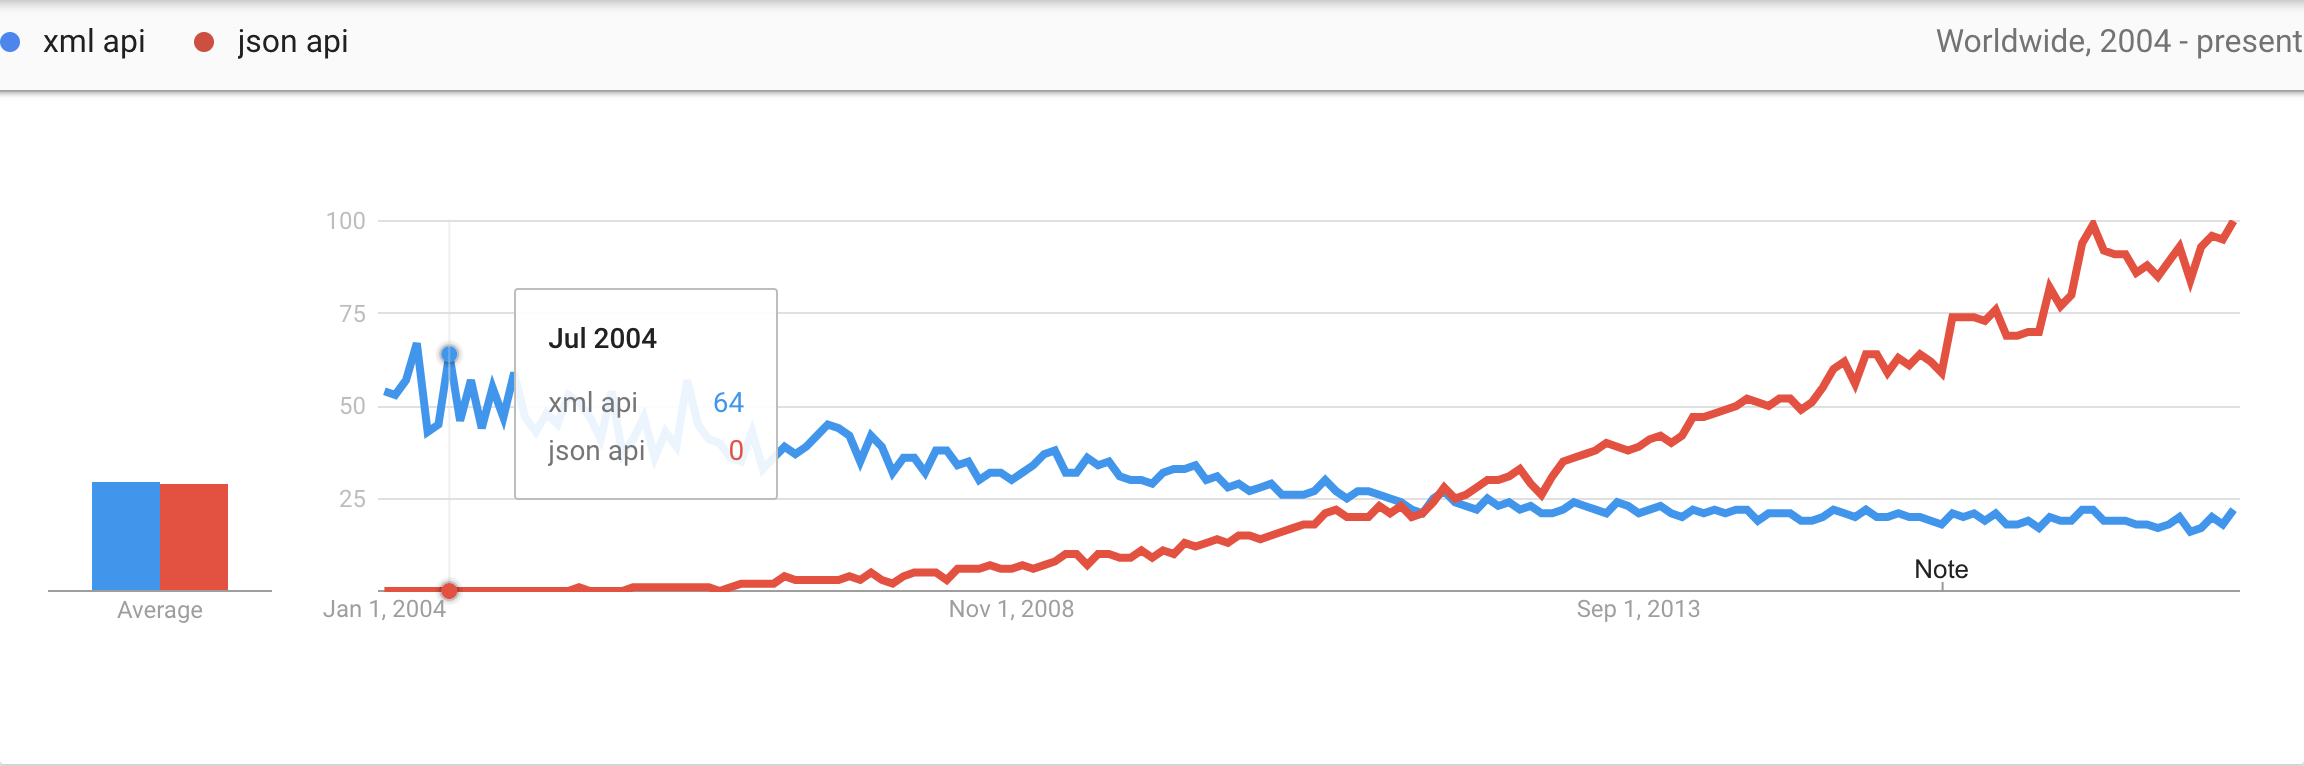 xml api json api Worldwide, 2004 - present
100
75
50
25
Jul 2004
xml api 64
json api 0
Note
Average
Jan 1, 2004 Nov 1, 2008 Sep 1, 2013